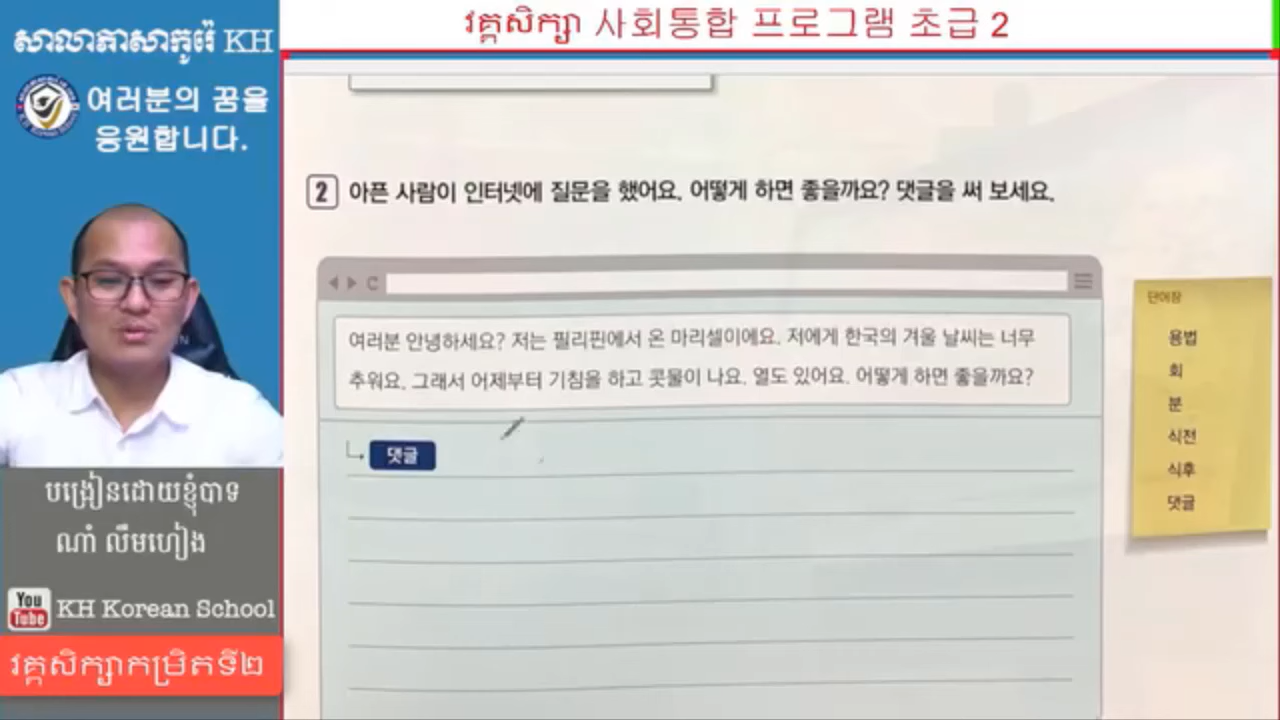 វគ្គសិក្សា 사회통합 프로그램 초급 2
សាលាភាសាកូរ៉េ KH
여러분의 꿈을
응원합니다.
2 아픈 사람이 인터넷에 질문을 했어요. 어떻게 하면 좋을까요? 댓글을 써 보세요.
여러분 안녕하세요? 저는 필리핀에서 온 마리셀이에요. 저에게 한국의 겨울 날씨는 너무
추워요. 그래서 어제부터 기침을 하고 콧물이 나요. 열도 있어요. 어떻게 하면 좋을까요?
댓글
단어장
용법
회
분
식전
식후
댓글
បង្រៀនដោយខ្ញុំបាទ
ណាំ លឹមហៀង
You Tube KH Korean School
វគ្គសិក្សាកម្រិតទី២